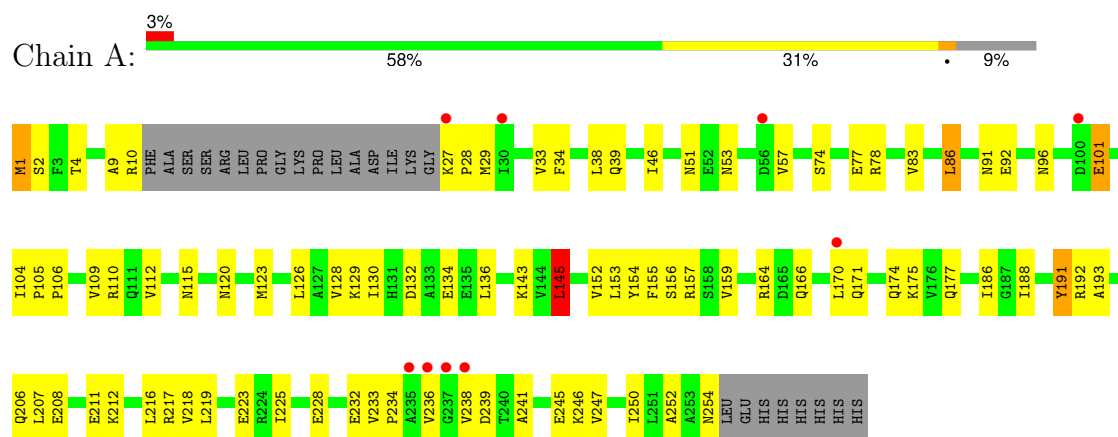 3%
Chain A:
58% 31% • 9%
M1 S2 F3 T4 A9 R10 PHE ALA SER SER ARG LEU PRO GLY LYS PRO LEU ALA ASP ILE LYS GLY K27 P28 M29 I30 V33 F34 L38 Q39 I46 N51 E52 N53 D56 V57 S74 E77 R78 V83 L86 N91 E92 N96 D100 E101
I104 P105 P106 V109 R110 Q111 V112 N115 N120 M123 L126 A127 V128 K129 I130 H131 D132 A133 E134 E135 L136 K143 V144 L145 V152 L153 Y154 F155 S156 R157 S158 V159 R164 D165 Q166 L170 Q171 Q174 K175 V176 Q177 I186 G187 I188 Y191 R192 A193
Q206 L207 E208 E211 K212 L216 R217 V218 L219 E223 R224 I225 E228 E232 V233 P234 A235 V236 G237 V238 D239 T240 A241 E245 K246 V247 I250 L251 A252 A253 N254 LEU GLU HIS HIS HIS HIS HIS HIS